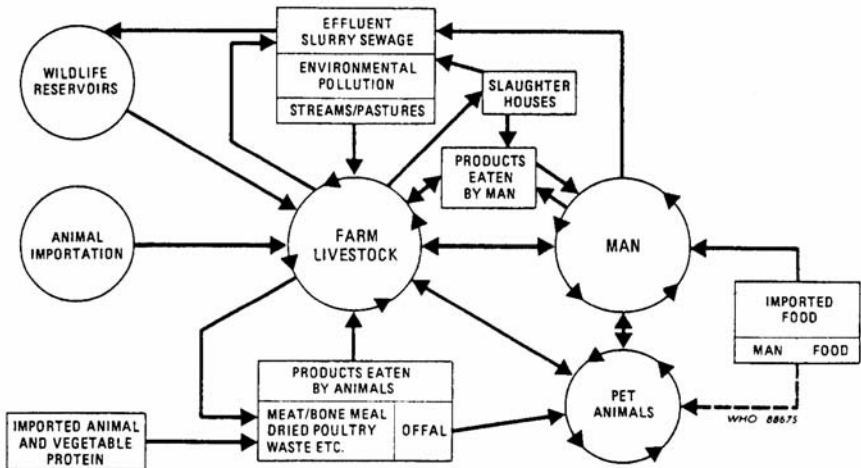 EFFLUENT
SLURRY SEWAGE
ENVIRONMENTAL
POLLUTION
STREAMS/PASTURES
WILDLIFE
RESERVOIRS
SLAUGHTER
HOUSES
PRODUCTS
EATEN
BY MAN
ANIMAL
IMPORTATION
FARM
LIVESTOCK
MAN
IMPORTED
FOOD
MAN FOOD
PRODUCTS EATEN
BY ANIMALS
MEAT/BONE MEAL
DRIED POULTRY
WASTE ETC.
OFFAL
PET
ANIMALS
IMPORTED ANIMAL
AND VEGETABLE
PROTEIN
WHO 88675